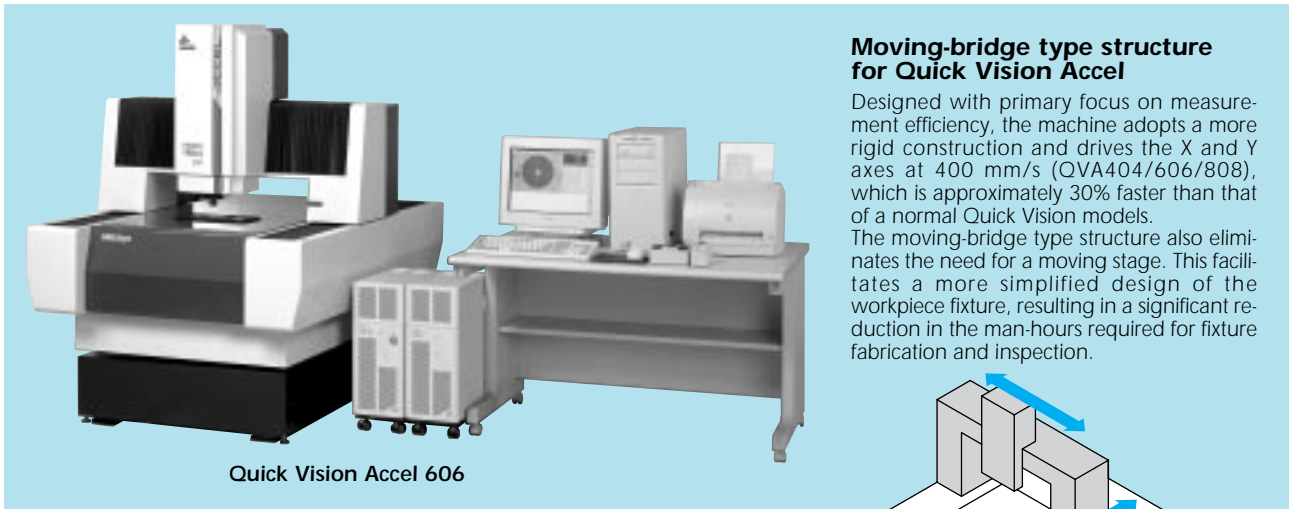 Moving-bridge type structure
for Quick Vision Accel
Designed with primary focus on measure-
ment efficiency, the machine adopts a more
rigid construction and drives the X and Y
axes at 400 mm/s (QVA404/606/808),
which is approximately 30% faster than that
of a normal Quick Vision models.
The moving-bridge type structure also elimi-
nates the need for a moving stage. This facili-
tates a more simplified design of the
workpiece fixture, resulting in a significant re-
duction in the man-hours required for fixture
fabrication and inspection.
Quick Vision Accel 606